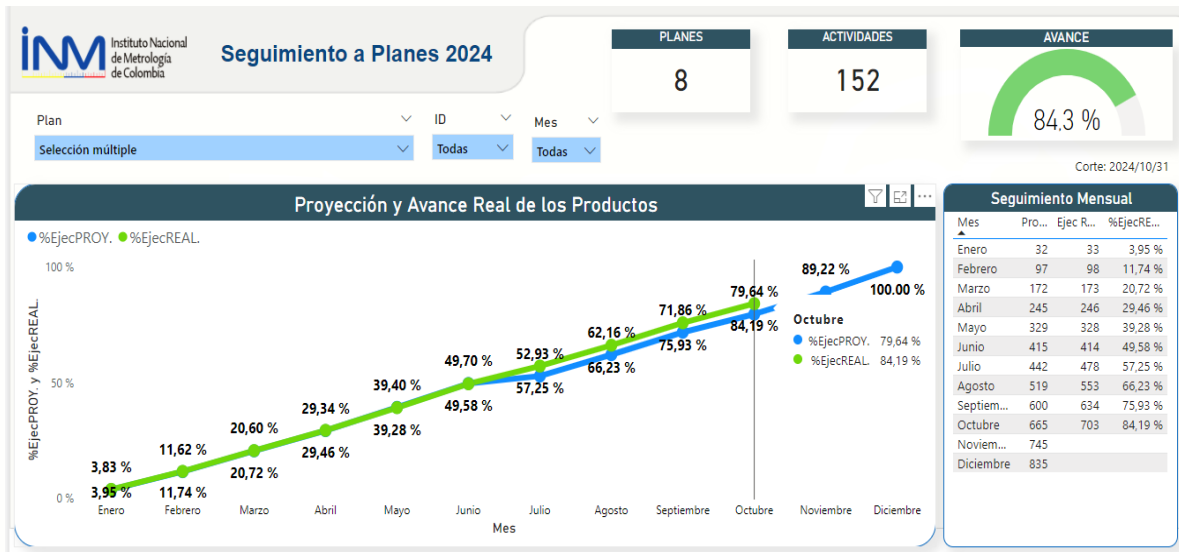 INM Instituto Nacional
de Metrología
de Colombia
Seguimiento a Planes 2024
PLANES
8
ACTIVIDADES
152
AVANCE
84.3 %
Plan
Selección múltiple
ID
Todas
Mes
Todas
Corte: 2024/10/31
Proyección y Avance Real de los Productos
%EjecPROY. %EjecREAL.
%EjecPROY. y %EjecREAL.
100 %
50 %
0 %
3,83 %
11,62 %
20,60 %
29,34 %
39,40 %
49,70 %
52,93 %
62,16 %
71,86 %
79,64 %
89,22 %
100.00 %
3,95 %
11,74 %
20,72 %
29,46 %
39,28 %
49,58 %
57,25 %
66,23 %
75,93 %
84,19 %
Octubre
%EjecPROY. 79,64 %
%EjecREAL. 84,19 %
Enero Febrero Marzo Abril Mayo Junio Julio Agosto Septiembre Octubre Noviembre Diciembre
Mes
Seguimiento Mensual
Mes Pro... Ejec R... %EjecRE...
Enero 32 33 3,95 %
Febrero 97 98 11,74 %
Marzo 172 173 20,72 %
Abril 245 246 29,46 %
Mayo 329 328 39,28 %
Junio 415 414 49,58 %
Julio 442 478 57,25 %
Agosto 519 553 66,23 %
Septiem... 600 634 75,93 %
Octubre 665 703 84,19 %
Noviem... 745
Diciembre 835